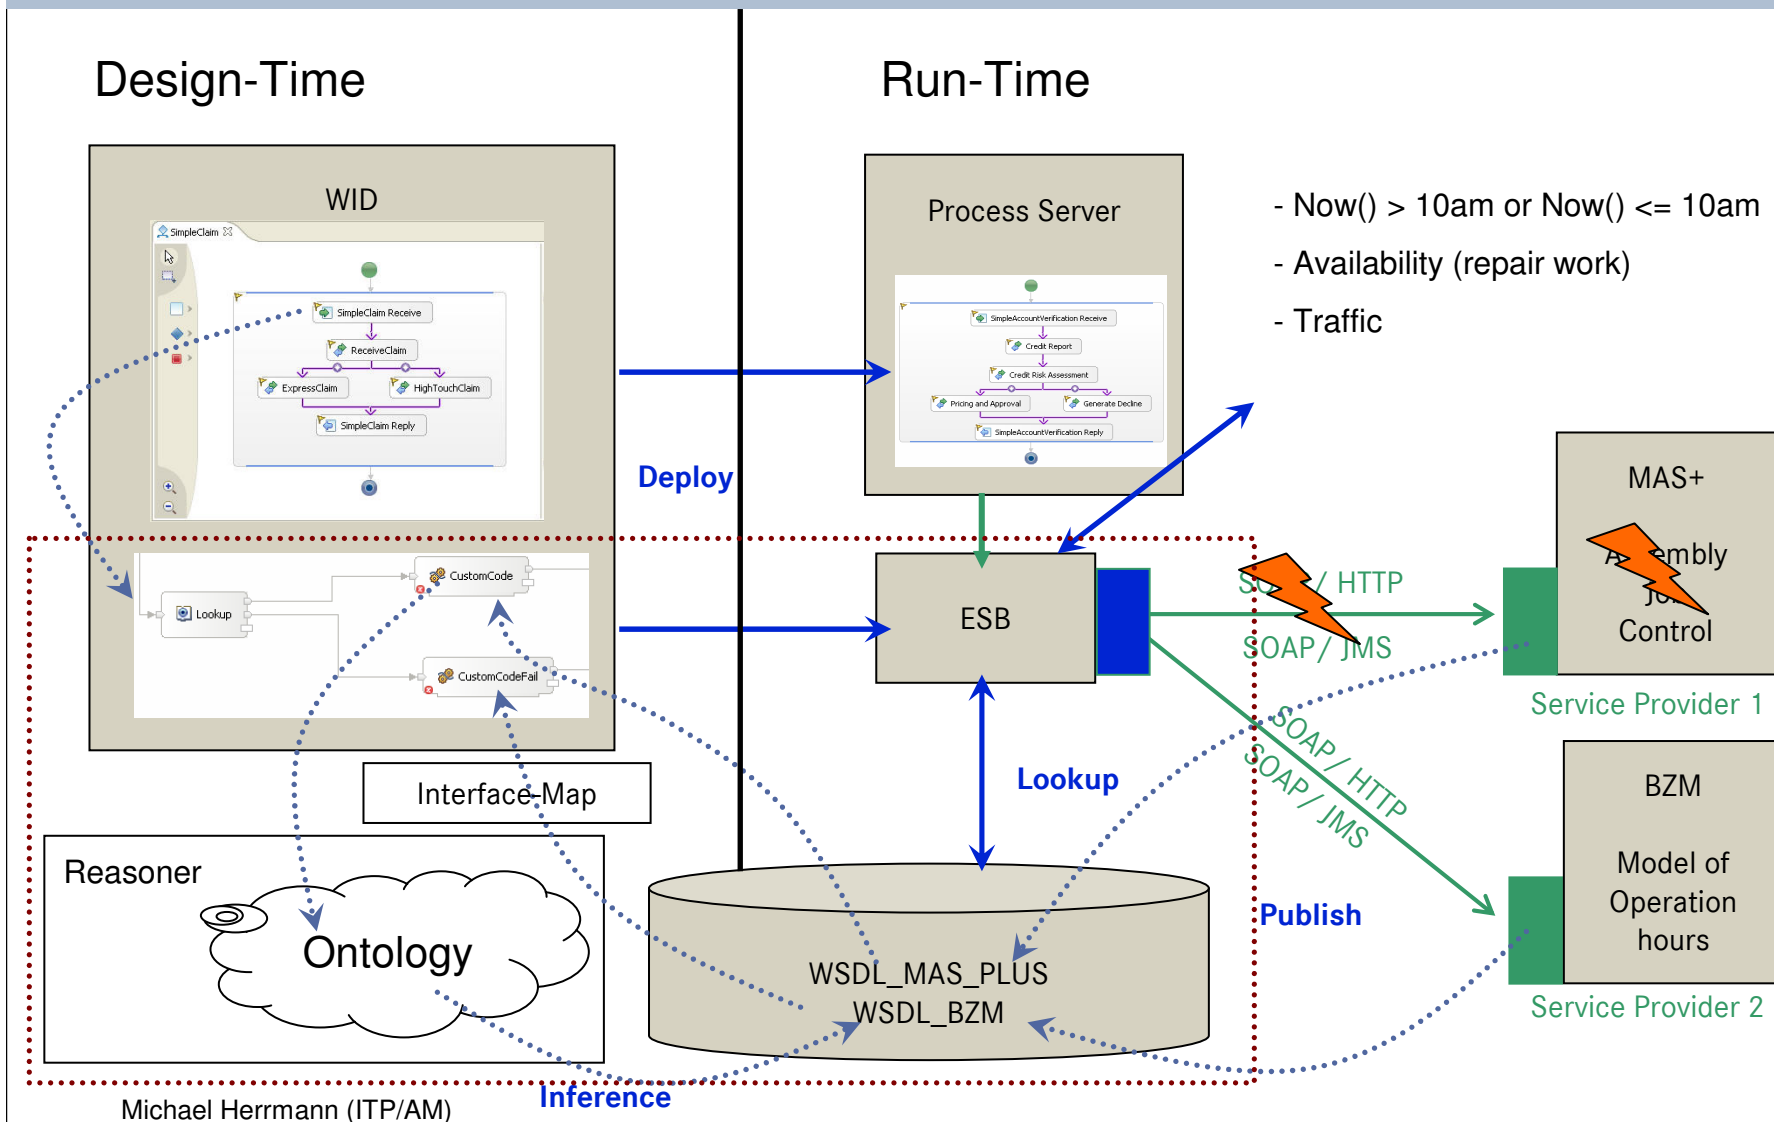 Design-Time
Run-Time
WID
SimpleClaim
SimpleClaim Receive
ReceiveClaim
ExpressClaim
HighTouchClaim
SimpleClaim Reply
Process Server
SimpleAccountVerification Receive
Credit Report
Credit Risk Assessment
Pricing and Approval
Generate Decline
SimpleAccountVerification Reply
- Now() > 10am or Now() <= 10am
- Availability (repair work)
- Traffic
Deploy
MAS+
Control
Service Provider 1
Lookup
CustomCode
CustomCodeFail
ESB
HTTP
SOAP/ JMS
SOAP/ HTTP
SOAP/ JMS
Interface-Map
Lookup
BZM
Model of
Operation
hours
Service Provider 2
Reasoner
Ontology
Publish
WSDL_MAS_PLUS
WSDL_BZM
Inference
Michael Herrmann (ITP/AM)